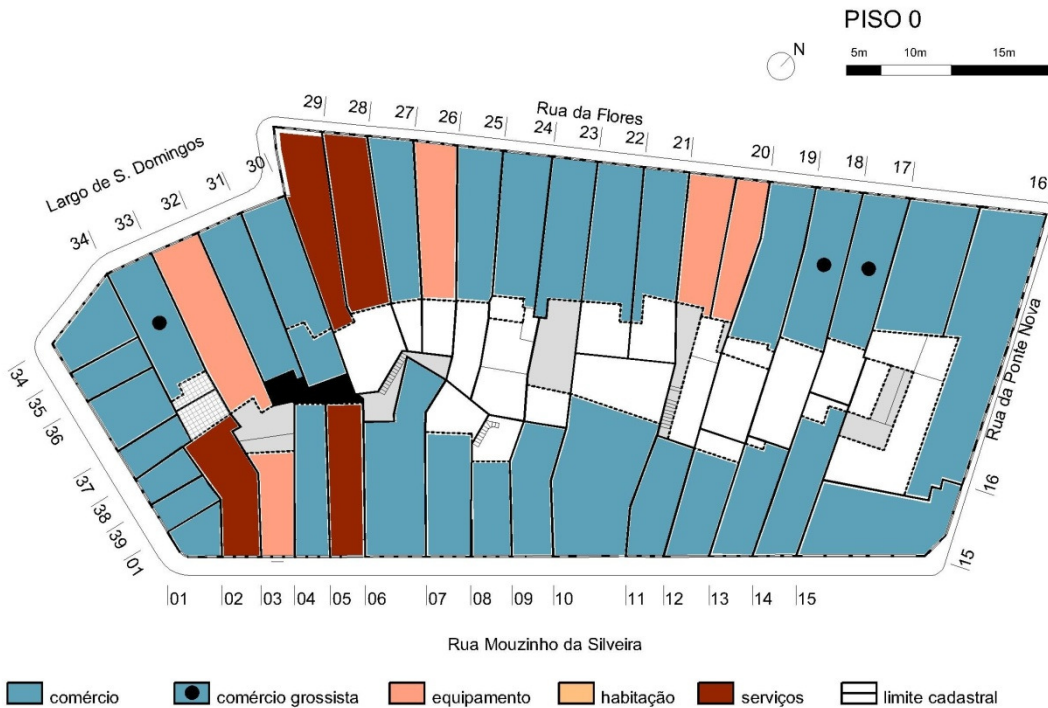 PISO 0
5m 10m 15m
N
Rua da Flores
29 28 27 26 25 24 23 22 21 20 19 18 17 16
Largo de S. Domingos
34 33 32 31 30
34 35 36 37 38 39 01
Rua da Ponte Nova
16
15
01 02 03 04 05 06 07 08 09 10 11 12 13 14 15
Rua Mouzinho da Silveira
comércio comércio grossista equipamento habitação serviços limite cadastral